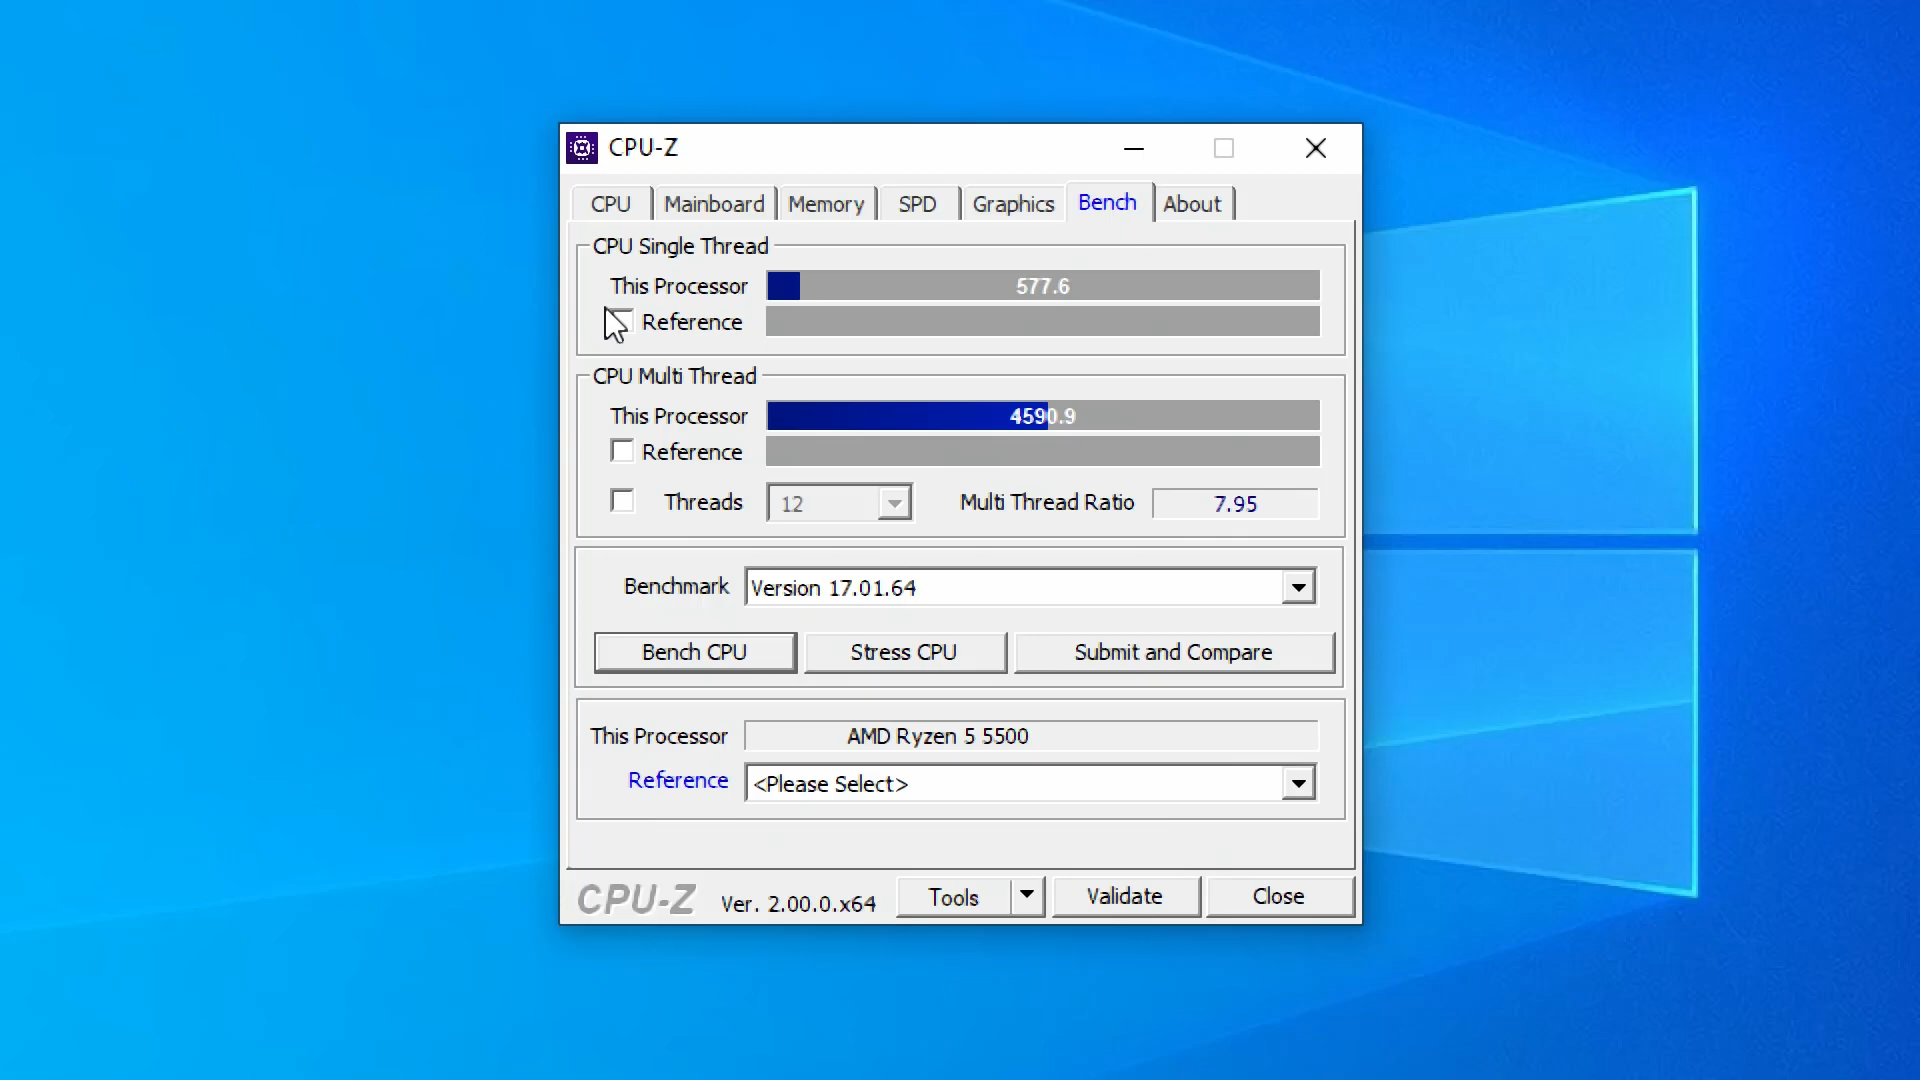 CPU-Z
CPU Mainboard Memory SPD Graphics Bench About
CPU Single Thread
This Processor 577.6
Reference
CPU Multi Thread
This Processor 4590.9
Reference
Threads 12 Multi Thread Ratio 7.95
Benchmark Version 17.01.64
Bench CPU Stress CPU Submit and Compare
This Processor AMD Ryzen 5 5500
Reference <Please Select>
CPU-Z Ver. 2.00.0.x64 Tools Validate Close